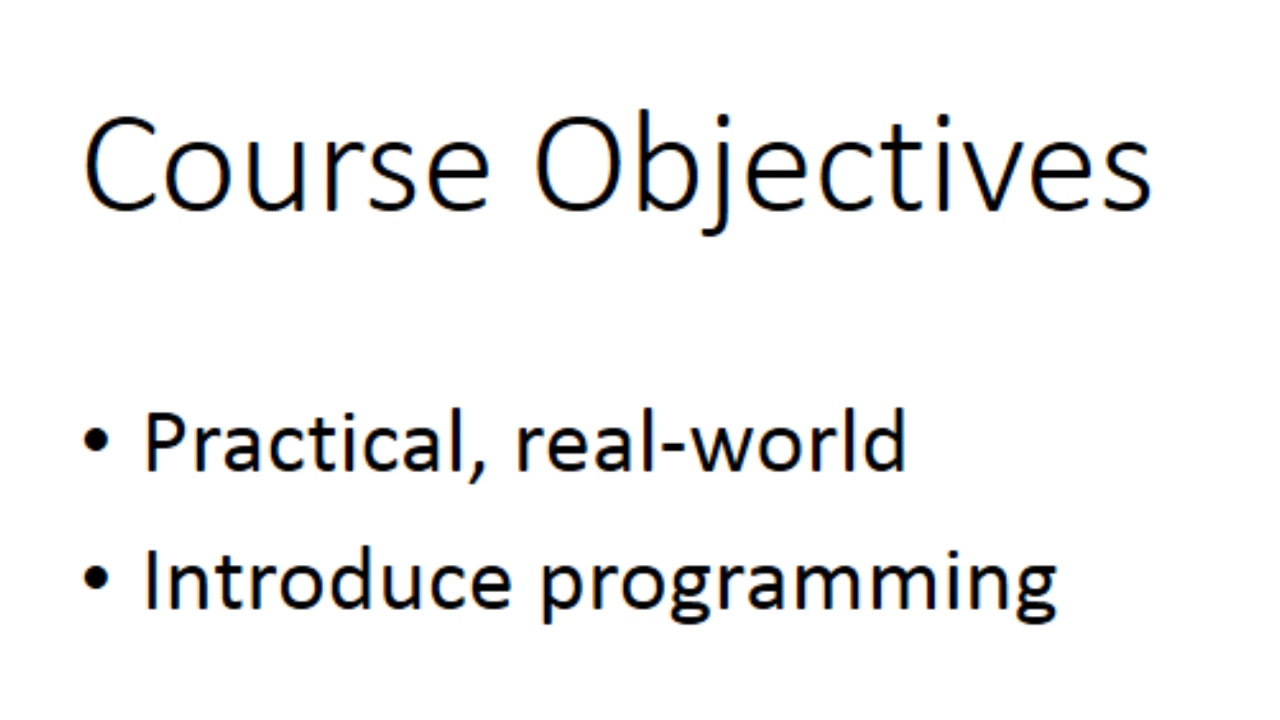 Course Objectives
• Practical, real-world
• Introduce programming